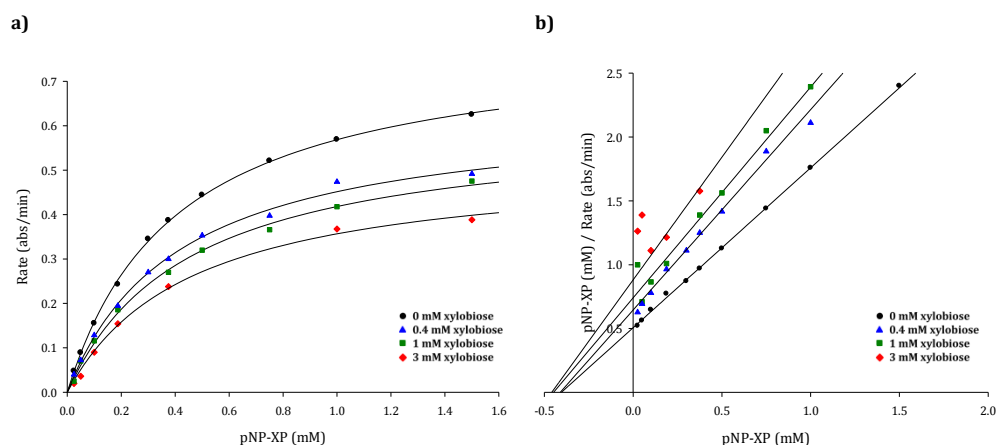 a)
Rate (abs/min)
0.7
0.6
0.5
0.4
0.3
0.2
0.1
0.0
0.0 0.2 0.4 0.6 0.8 1.0 1.2 1.4 1.6
pNP-XP (mM)
0 mM xylobiose
0.4 mM xylobiose
1 mM xylobiose
3 mM xylobiose
b)
pNP-XP (mM) / Rate (abs/min)
2.5
2.0
1.5
1.0
0.5
-0.5 0.0 0.5 1.0 1.5 2.0
pNP-XP (mM)
0 mM xylobiose
0.4 mM xylobiose
1 mM xylobiose
3 mM xylobiose